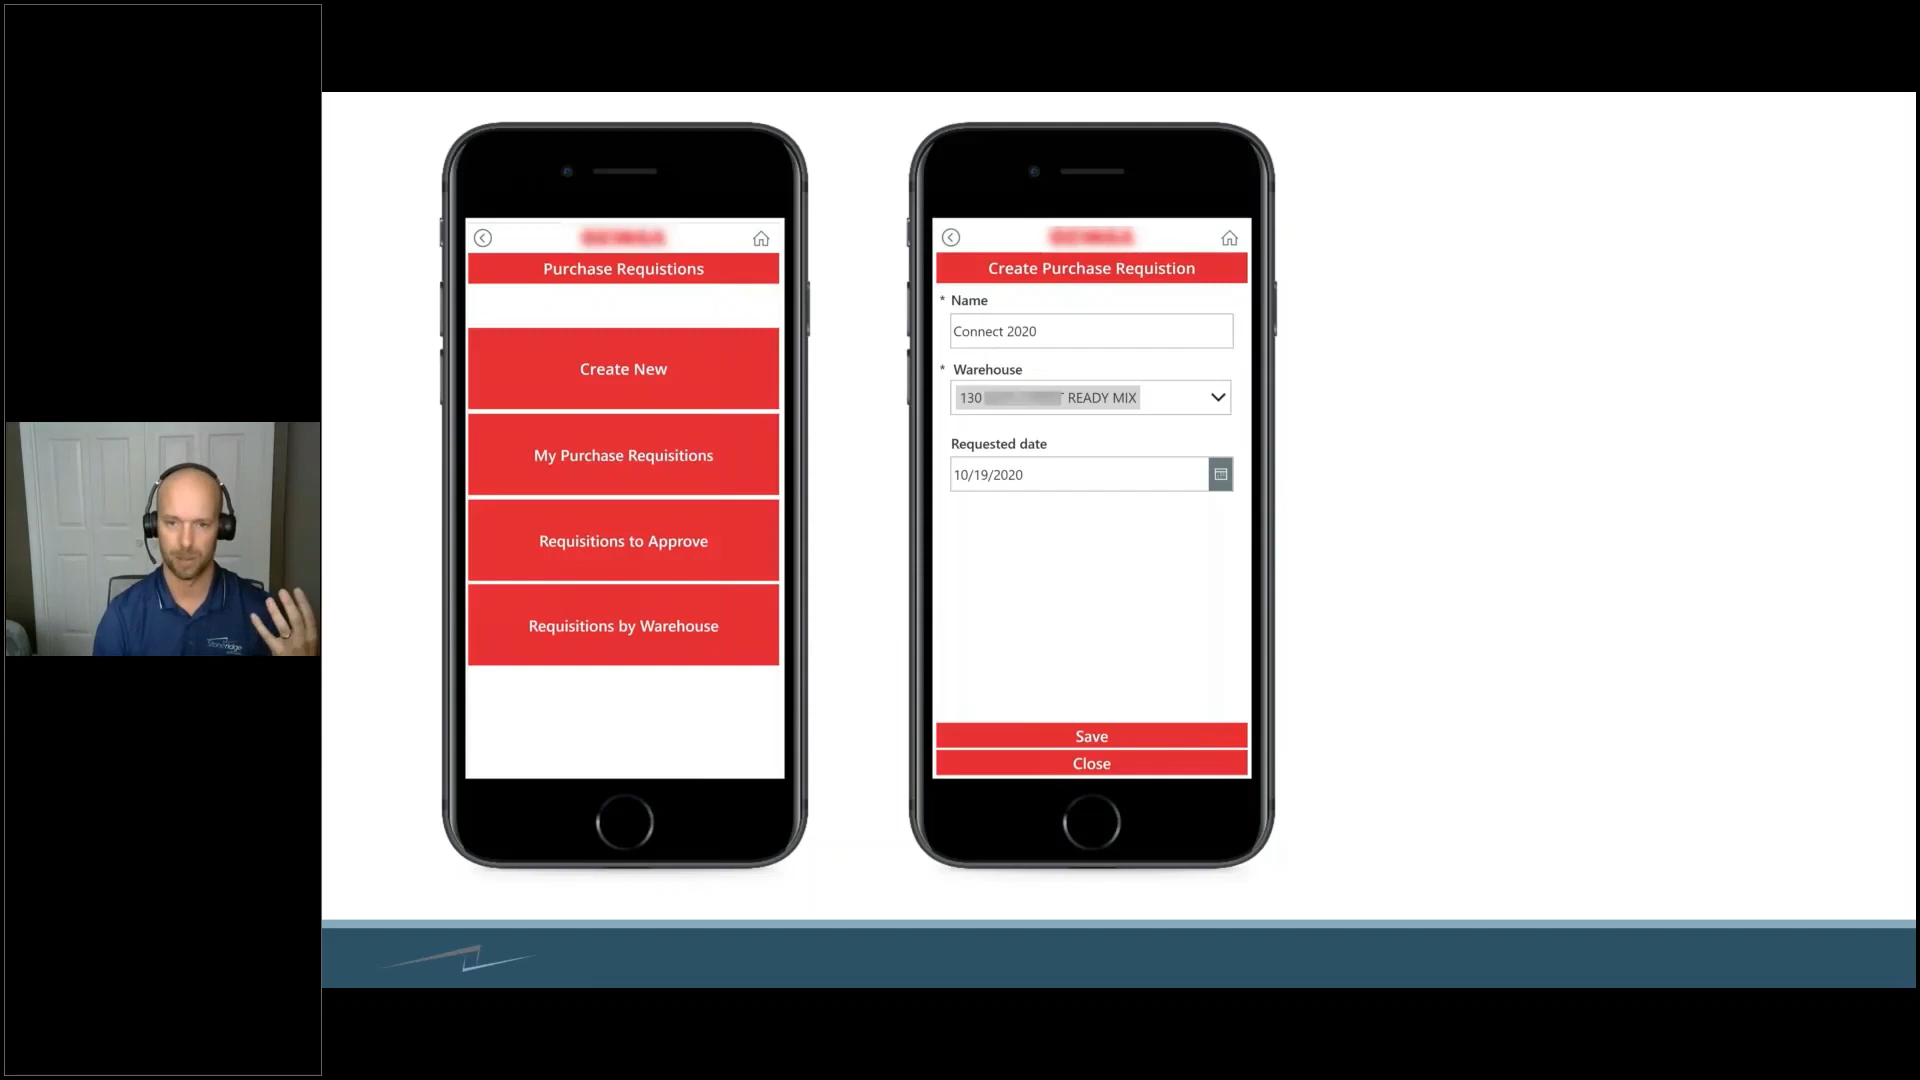 Purchase Requistions
Create New
My Purchase Requisitions
Requisitions to Approve
Requisitions by Warehouse
Create Purchase Requistion
* Name
Connect 2020
* Warehouse
130 READY MIX
Requested date
10/19/2020
Save
Close
Stoneridge